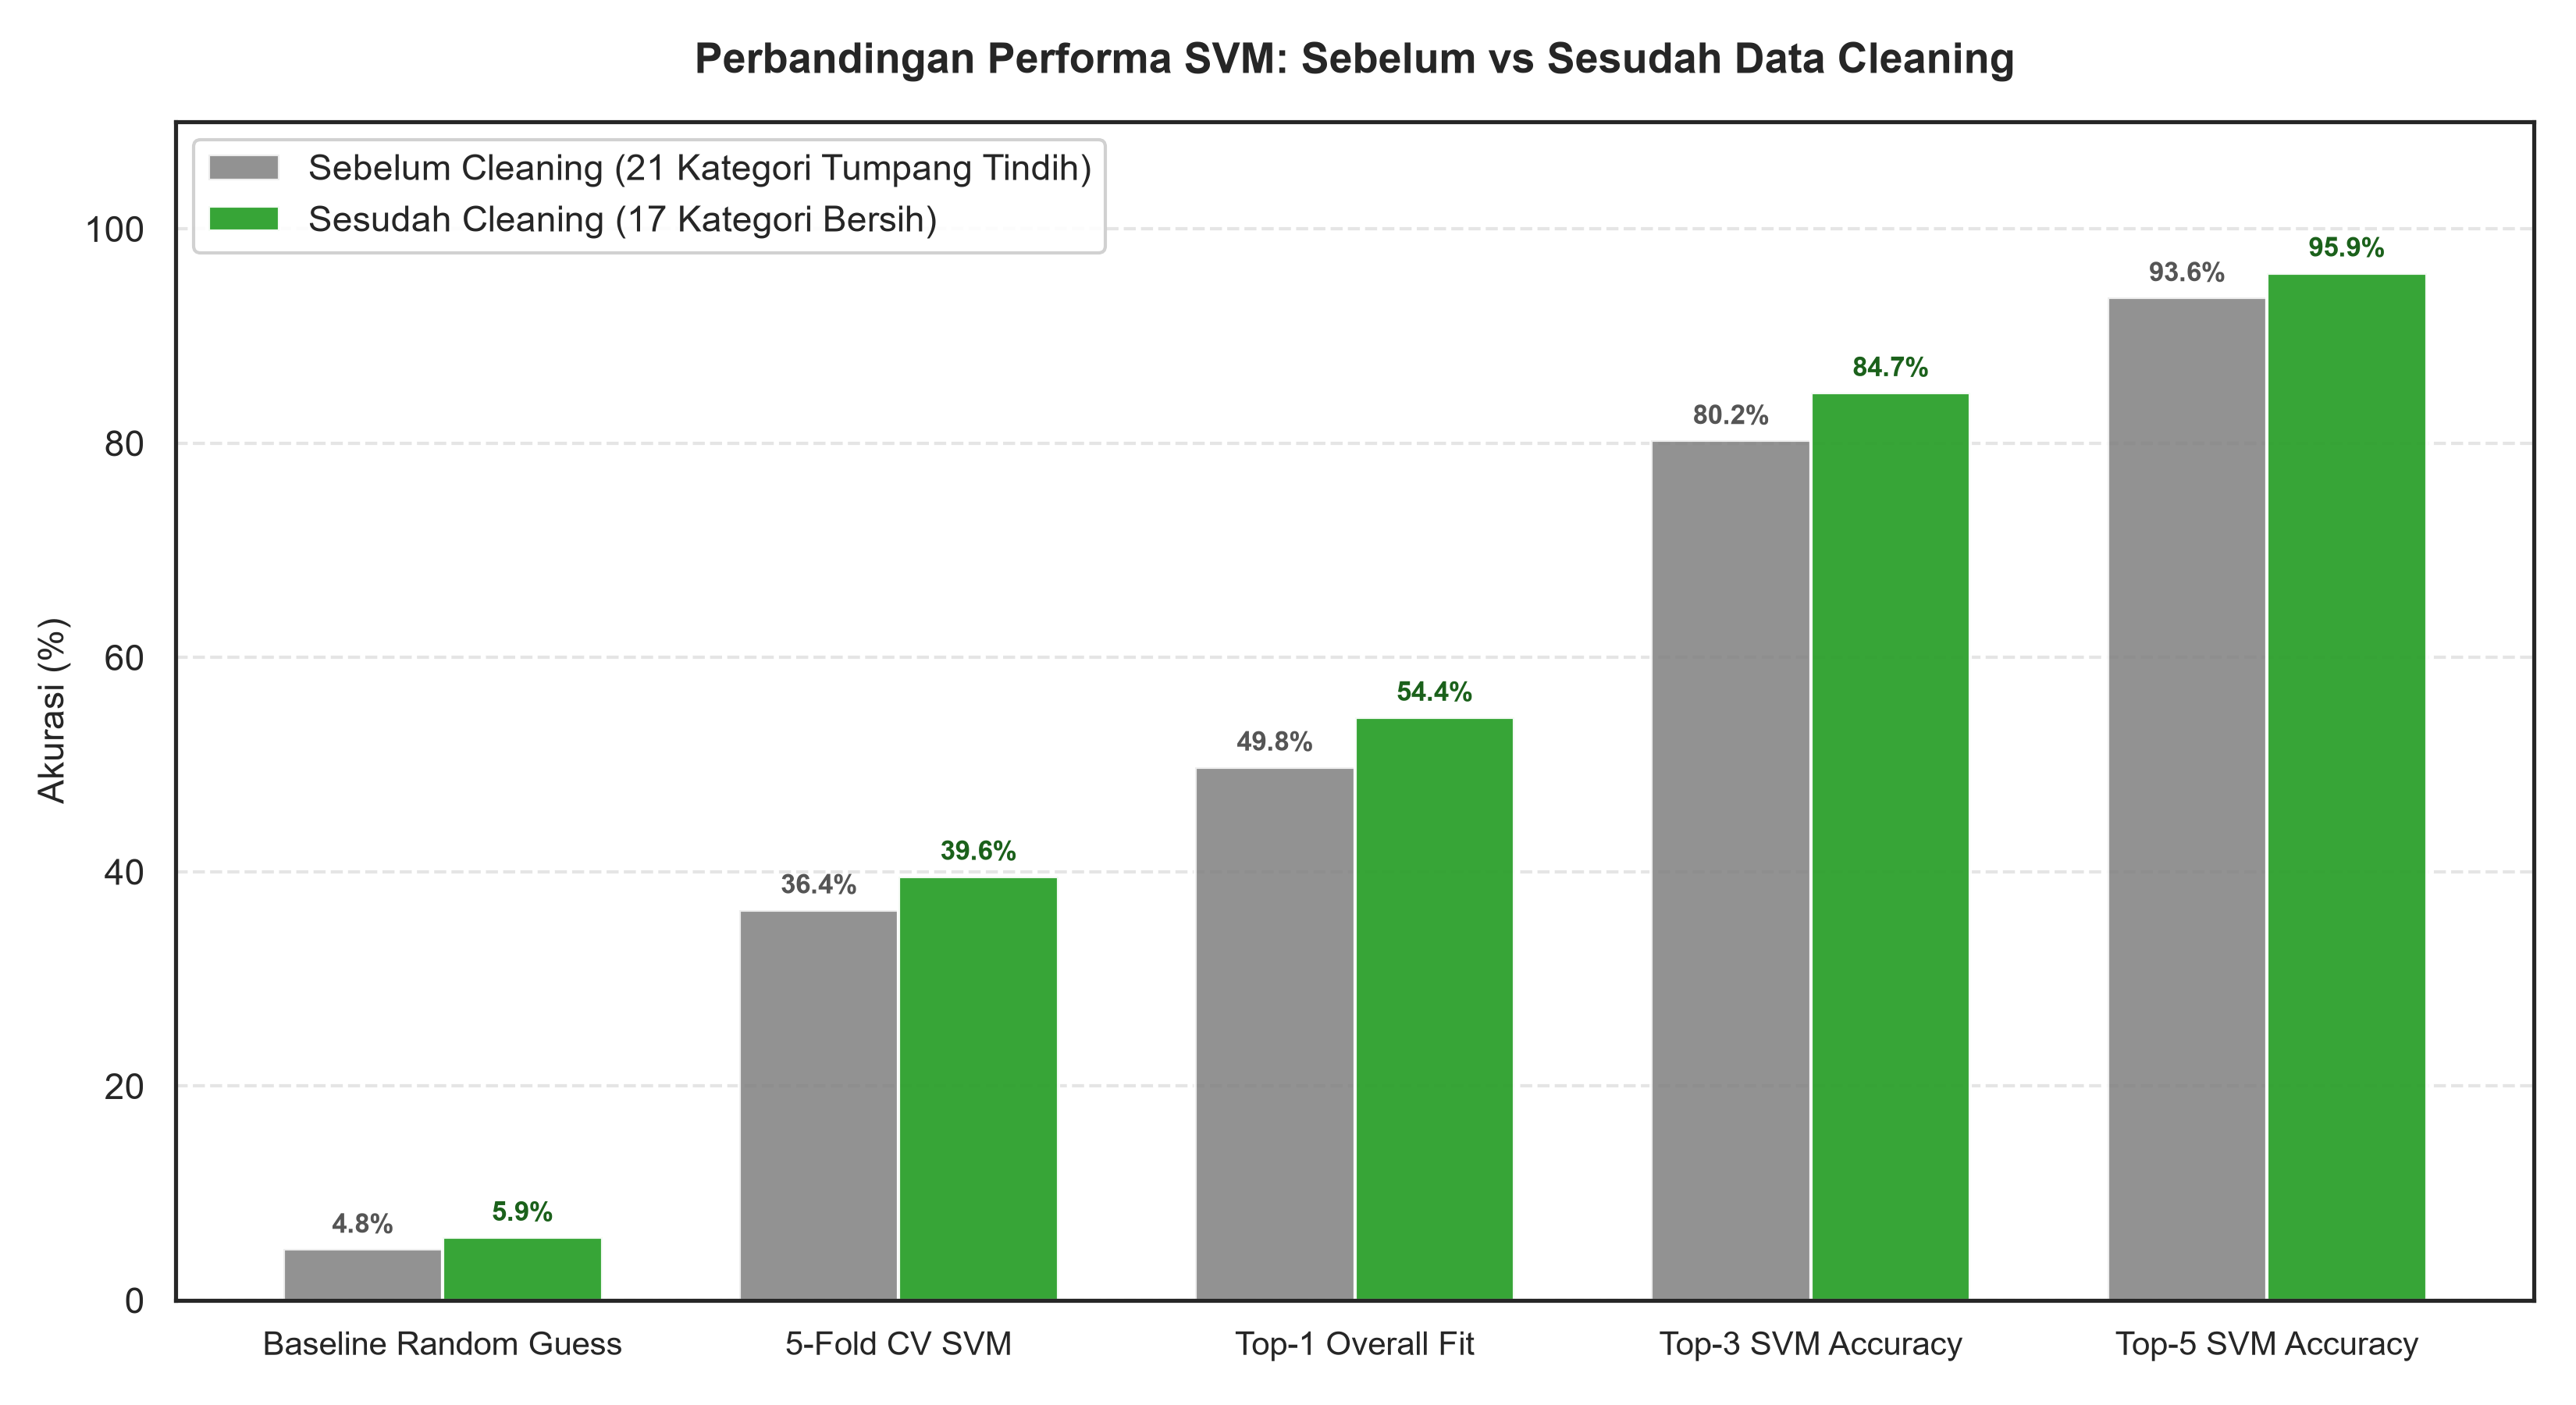 Perbandingan Performa SVM: Sebelum vs Sesudah Data Cleaning
Sebelum Cleaning (21 Kategori Tumpang Tindih)
Sesudah Cleaning (17 Kategori Bersih)
Akurasi (%)
100
80
60
40
20
0
4.8%
5.9%
36.4%
39.6%
49.8%
54.4%
80.2%
84.7%
93.6%
95.9%
Baseline Random Guess
5-Fold CV SVM
Top-1 Overall Fit
Top-3 SVM Accuracy
Top-5 SVM Accuracy